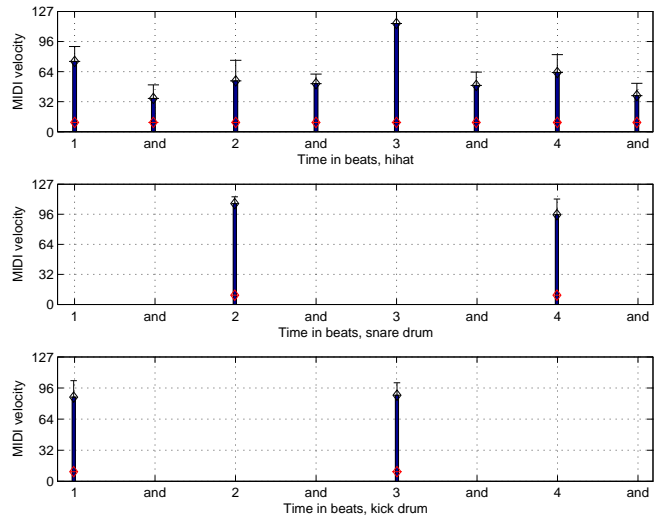 127
96
64
32
0
MIDI velocity
1 and 2 and 3 and 4 and
Time in beats, hihat
127
96
64
32
0
MIDI velocity
1 and 2 and 3 and 4 and
Time in beats, snare drum
127
96
64
32
0
MIDI velocity
1 and 2 and 3 and 4 and
Time in beats, kick drum